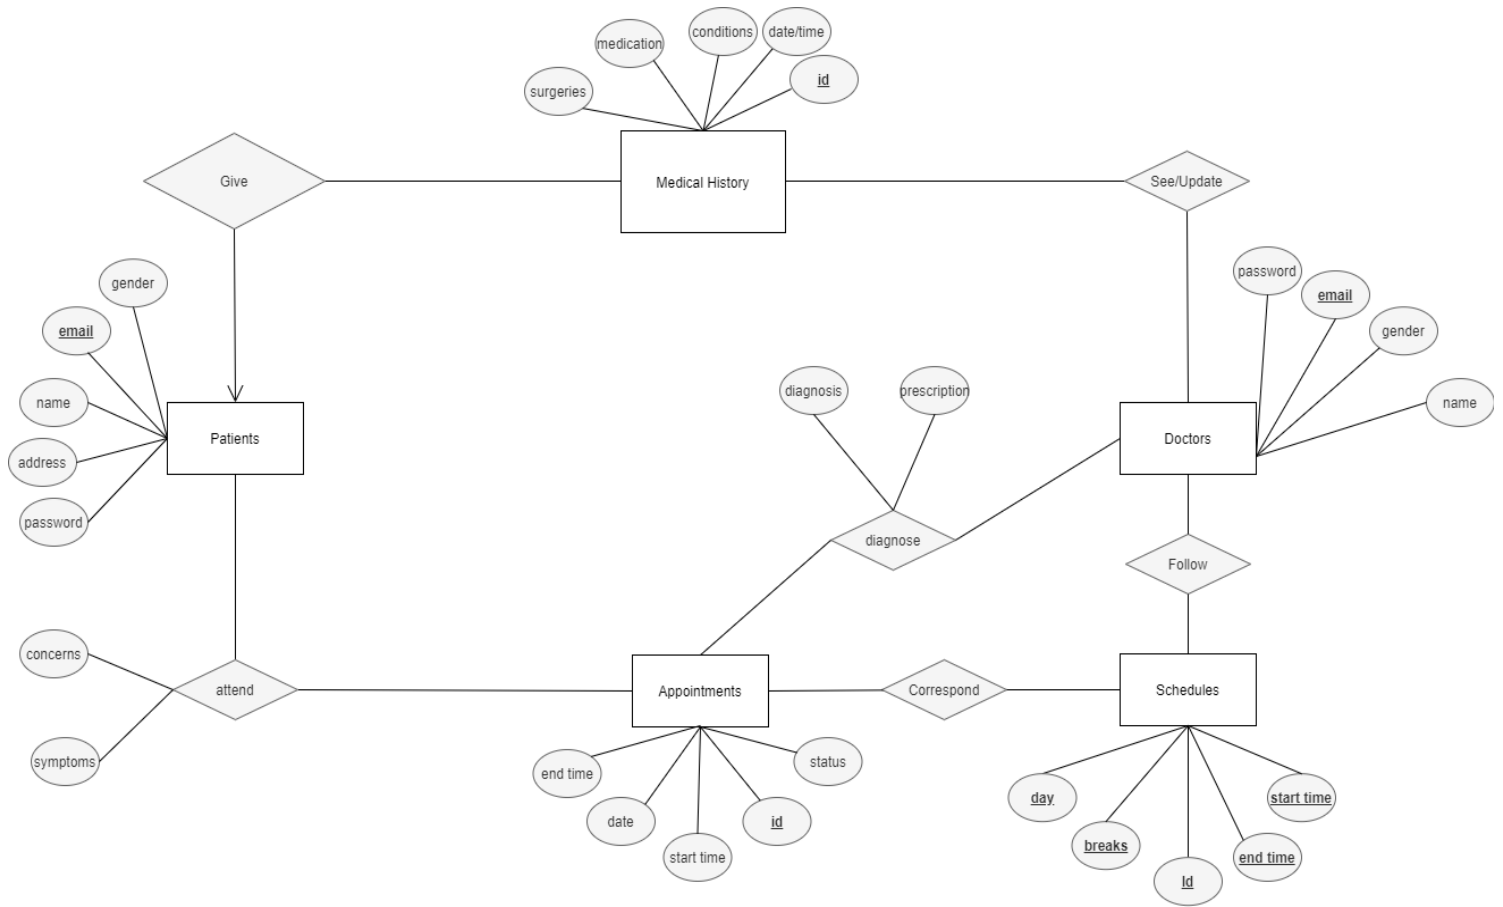 conditions
date/time
medication
id
surgeries
Give
Medical History
See/Update
gender
email
name
address
password
Patients
password
email
gender
name
Doctors
diagnosis
prescription
diagnose
Follow
concerns
attend
symptoms
Appointments
Correspond
Schedules
end time
date
start time
id
status
day
breaks
Id
end time
start time